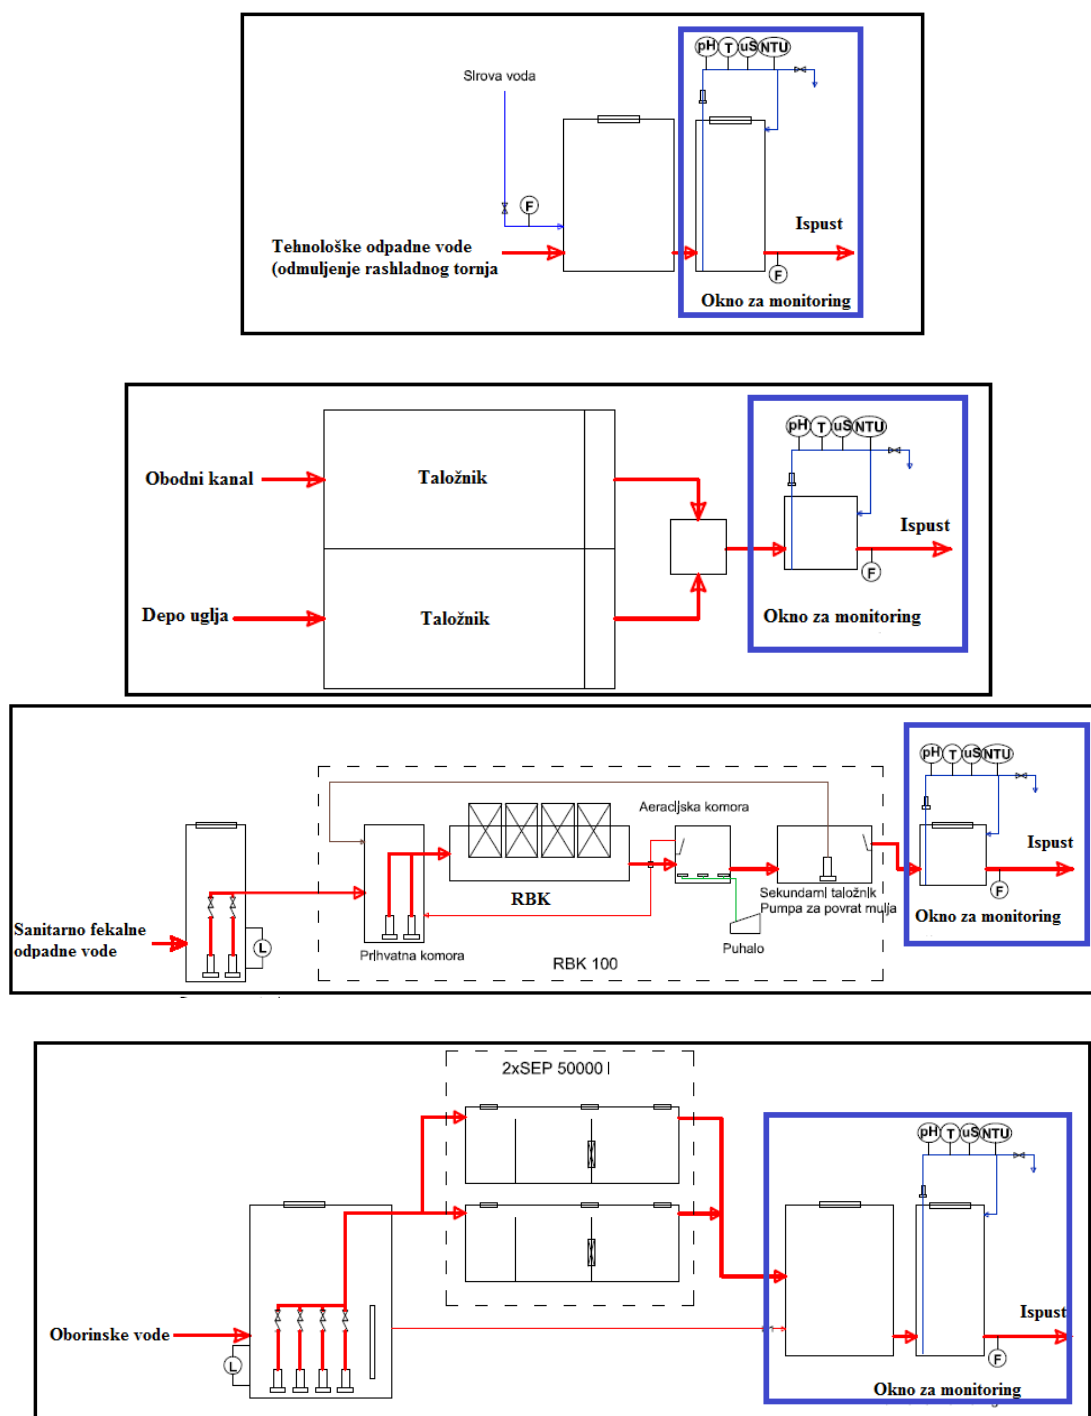 pH T uS NTU
Sirova voda
F
Ispust
Tehnološke odpadne vode
(odmuljenje rashladnog tornja
F
Okno za monitoring
pH T uS NTU
Obodni kanal
Taložnik
Ispust
F
Depo uglja
Taložnik
Okno za monitoring
pH T uS NTU
Aeracijska komora
Ispust
RBK
Sekundarni taložnik
Pumpa za povrat mulja
F
Okno za monitoring
Sanitarno fekalne
odpadne vode
L
Prihvatna komora
Puhalo
RBK 100
2xSEP 50000 l
pH T uS NTU
Ispust
Oborinske vode
F
L
Okno za monitoring